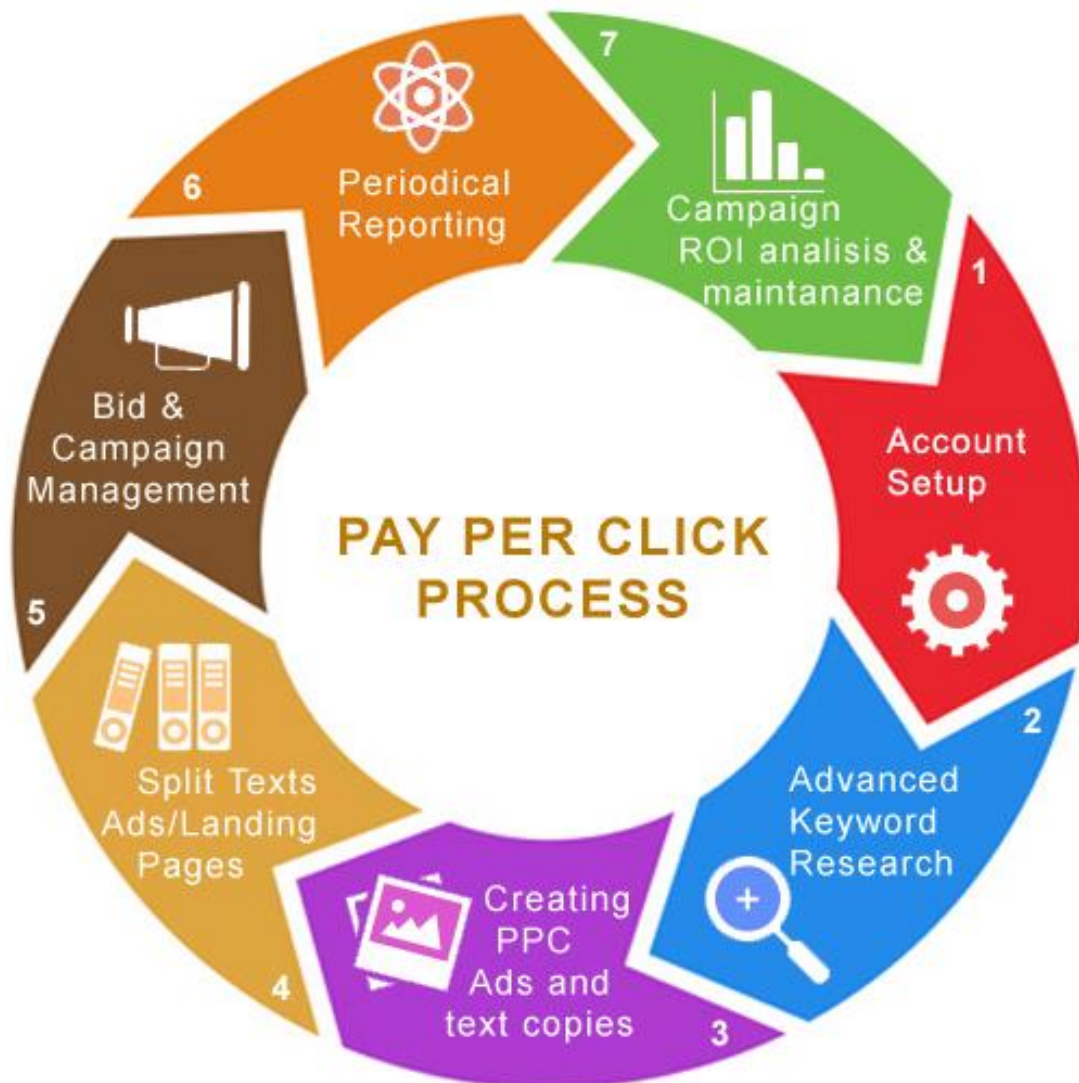 PAY PER CLICK
PROCESS
1
Account
Setup
2
Advanced
Keyword
Research
3
Creating
PPC
Ads and
text copies
4
Split Texts
Ads/Landing
Pages
5
Bid &
Campaign
Management
6
Periodical
Reporting
7
Campaign
ROI analisis &
maintanance